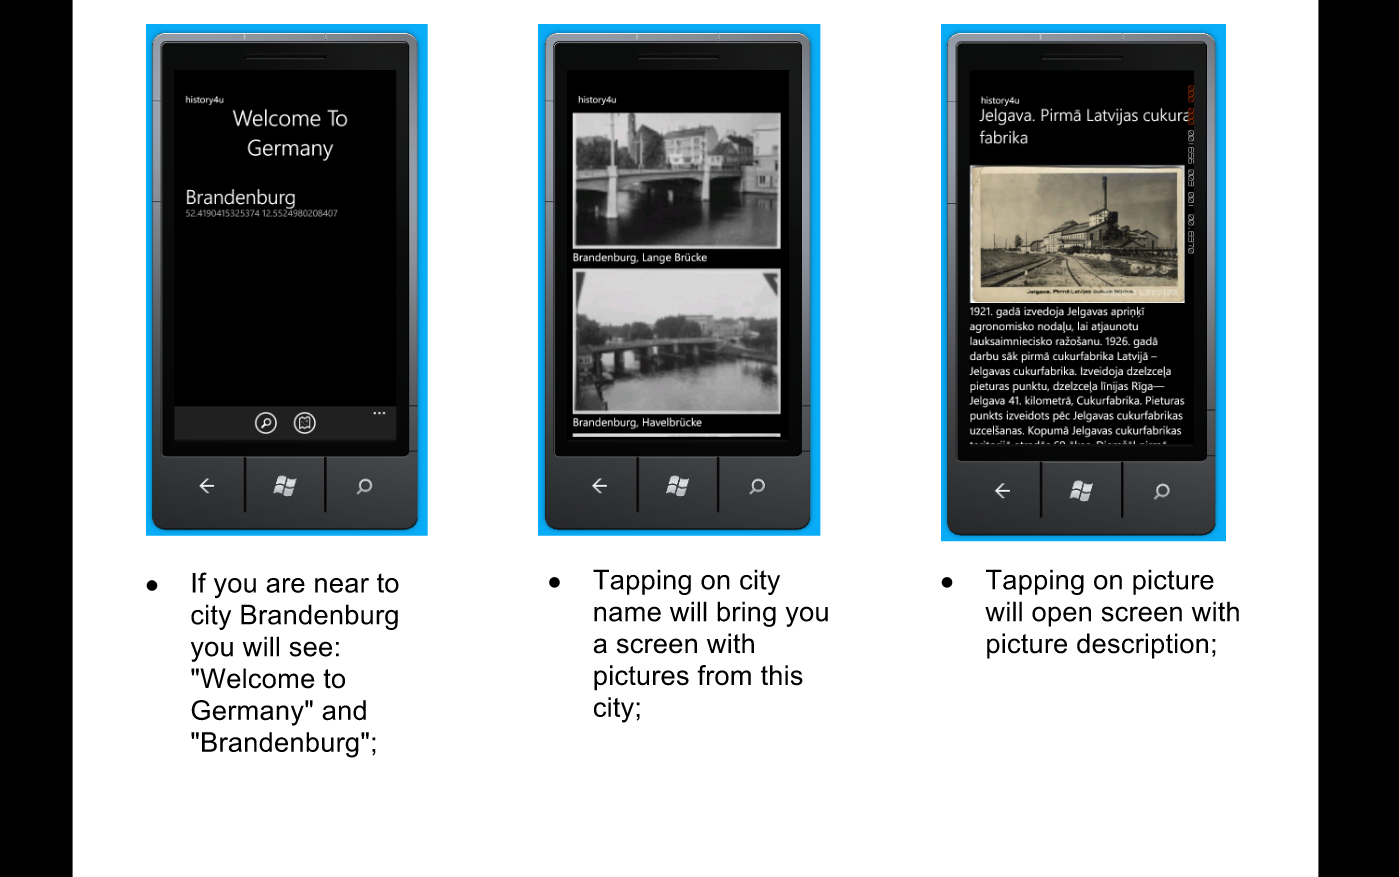 history4u
Welcome To
Germany
Brandenburg
52.4190415325374 12.5524980208407
If you are near to
city Brandenburg
you will see:
"Welcome to
Germany" and
"Brandenburg";
history4u
Brandenburg, Lange Brücke
Brandenburg, Havelbrücke
Tapping on city
name will bring you
a screen with
pictures from this
city;
history4u
Jelgava. Pirmā Latvijas cukura
fabrika
Jelgava. Pirmā Latvijas cukura fabrika.
1921. gadā izvedoja Jelgavas apriņķī
agronomisko nodaļu, lai atjaunotu
lauksaimniecisko ražošanu. 1926. gadā
darbu sāk pirmā cukurfabrika Latvijā –
Jelgavas cukurfabrika. Izveidoja dzelzceļa
pieturas punktu, dzelzceļa līnijas Rīga—
Jelgava 41. kilometrā, Cukurfabrika. Pieturas
punkts izveidots pēc Jelgavas cukurfabrikas
uzcelšanas. Kopumā Jelgavas cukurfabrikas
Tapping on picture
will open screen with
picture description;